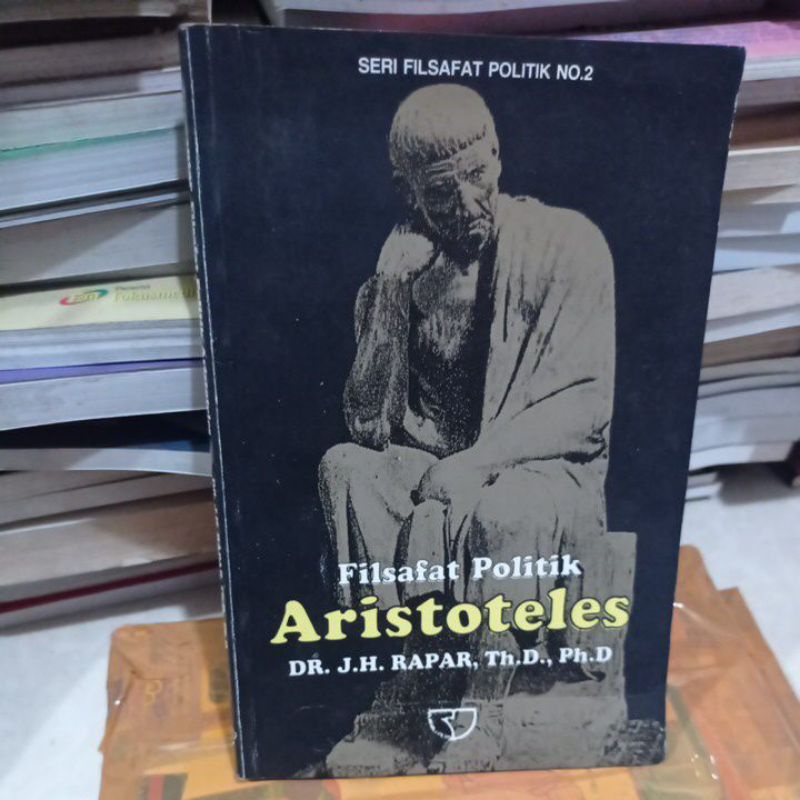 SERI FILSAFAT POLITIK NO.2
Filsafat Politik
Aristoteles
DR. J.H. RAPAR, Th.D., Ph.D